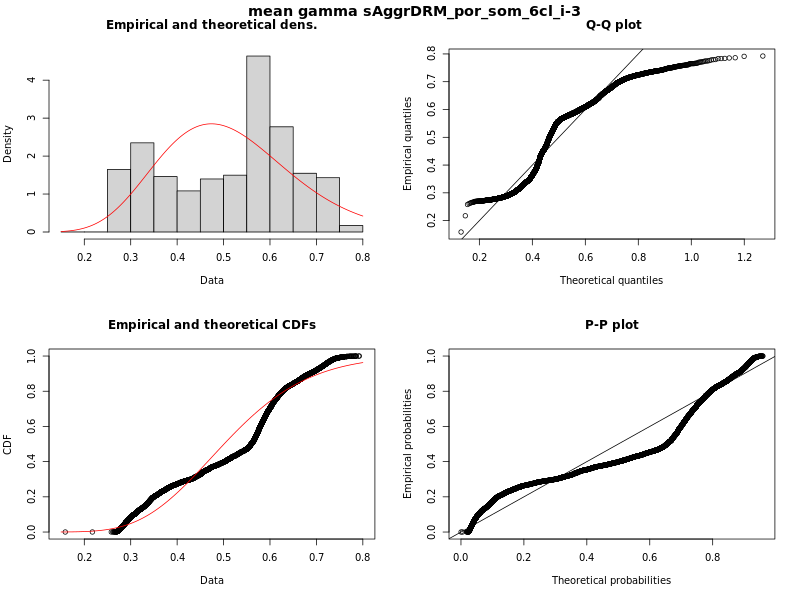 mean gamma sAggrDRM_por_som_6cl_i-3
Empirical and theoretical dens.
Density
0 1 2 3 4
0.2 0.3 0.4 0.5 0.6 0.7 0.8
Data
Q-Q plot
Empirical quantiles
0.2 0.3 0.4 0.5 0.6 0.7 0.8
0.2 0.4 0.6 0.8 1.0 1.2
Theoretical quantiles
Empirical and theoretical CDFs
CDF
0.0 0.2 0.4 0.6 0.8 1.0
0.2 0.3 0.4 0.5 0.6 0.7 0.8
Data
P-P plot
Empirical probabilities
0.0 0.2 0.4 0.6 0.8 1.0
0.0 0.2 0.4 0.6 0.8
Theoretical probabilities